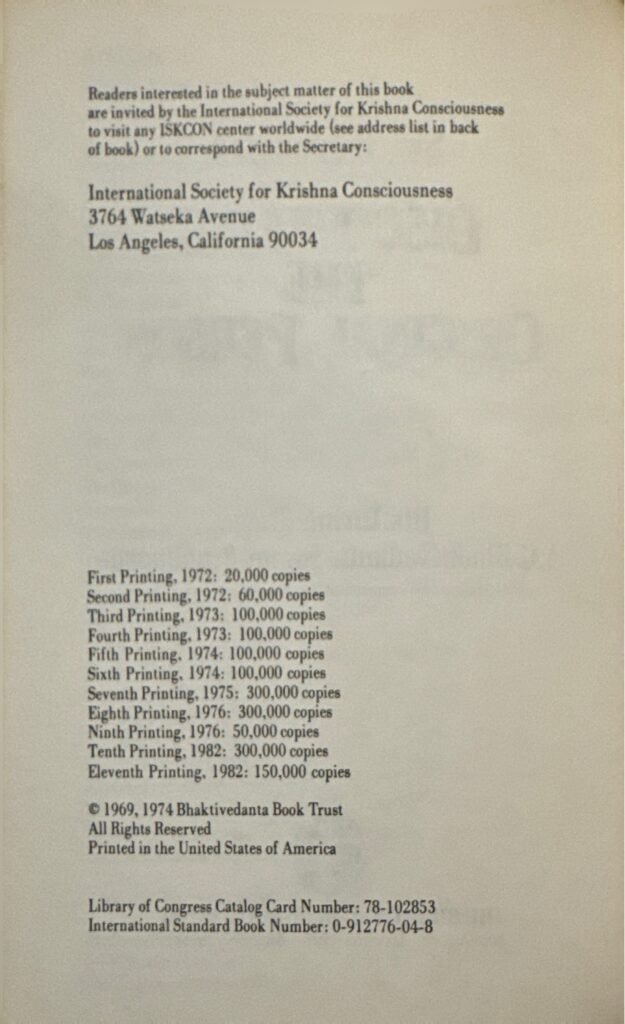 Readers interested in the subject matter of this book
are invited by the International Society for Krishna Consciousness
to visit any ISKCON center worldwide (see address list in back
of book) or to correspond with the Secretary:
International Society for Krishna Consciousness
3764 Watseka Avenue
Los Angeles, California 90034
First Printing, 1972: 20,000 copies
Second Printing, 1972: 60,000 copies
Third Printing, 1973: 100,000 copies
Fourth Printing, 1973: 100,000 copies
Fifth Printing, 1974: 100,000 copies
Sixth Printing, 1974: 100,000 copies
Seventh Printing, 1975: 300,000 copies
Eighth Printing, 1976: 300,000 copies
Ninth Printing, 1976: 50,000 copies
Tenth Printing, 1982: 300,000 copies
Eleventh Printing, 1982: 150,000 copies
© 1969, 1974 Bhaktivedanta Book Trust
All Rights Reserved
Printed in the United States of America
Library of Congress Catalog Card Number: 78-102853
International Standard Book Number: 0-912776-04-8